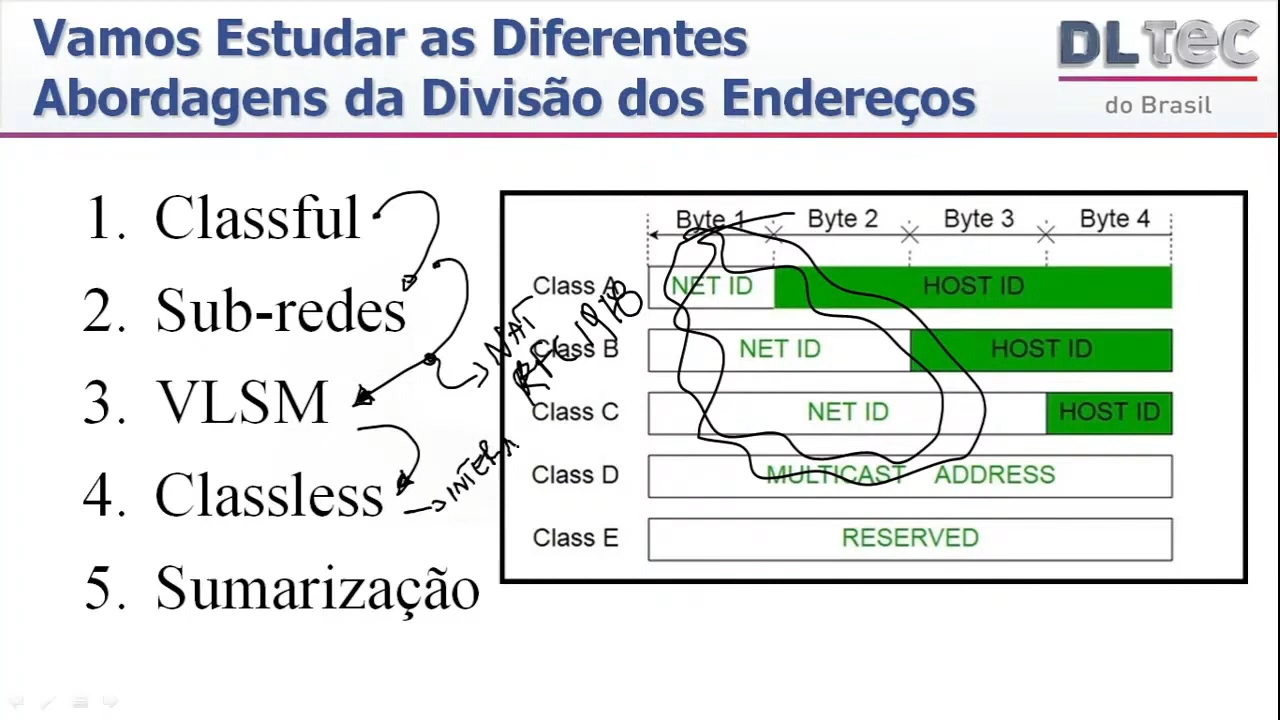 Vamos Estudar as Diferentes
Abordagens da Divisão dos Endereços
DLTec
do Brasil
1. Classful
2. Sub-redes
3. VLSM
4. Classless
5. Sumarização
NAT
RFC 1918
Byte 1 Byte 2 Byte 3 Byte 4
Class A NET ID HOST ID
Class B NET ID HOST ID
Class C NET ID HOST ID
Class D MULTICAST ADDRESS
Class E RESERVED